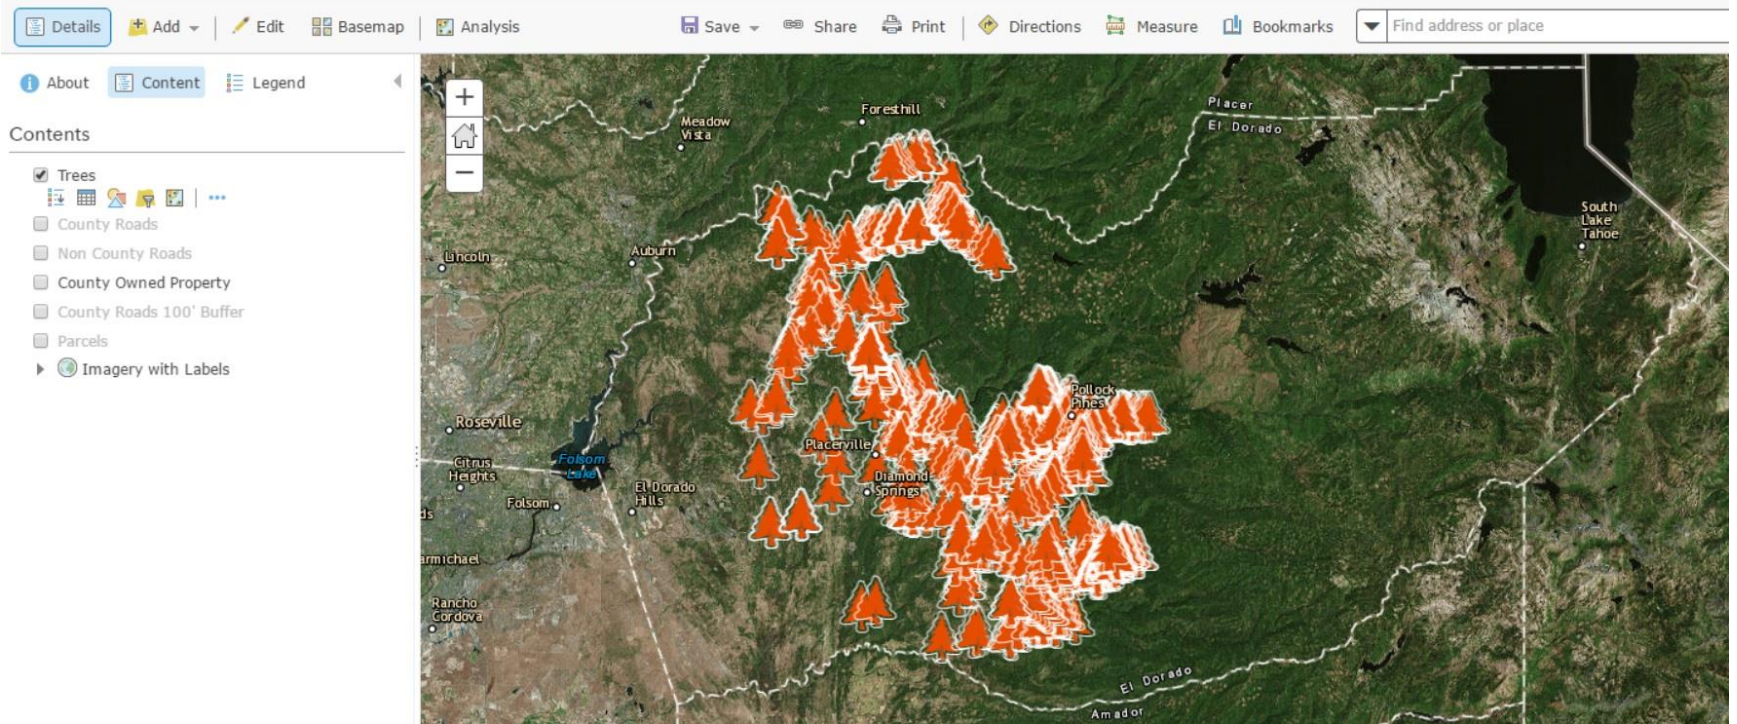 Details
Add
Edit
Basemap
Analysis
Save
Share
Print
Directions
Measure
Bookmarks
Find address or place
About
Content
Legend
Contents
Trees
County Roads
Non County Roads
County Owned Property
County Roads 100' Buffer
Parcels
Imagery with Labels
Foresthill
Meadow
Vista
Placer
El Dorado
South
Lake
Tahoe
Auburn
Lincoln
Pollock
Pines
Roseville
Placerville
Folsom
Lake
Citrus
Heights
Diamond
Springs
El Dorado
Hills
Folsom
ds
armichael
Rancho
Cordova
El Dorado
Amador